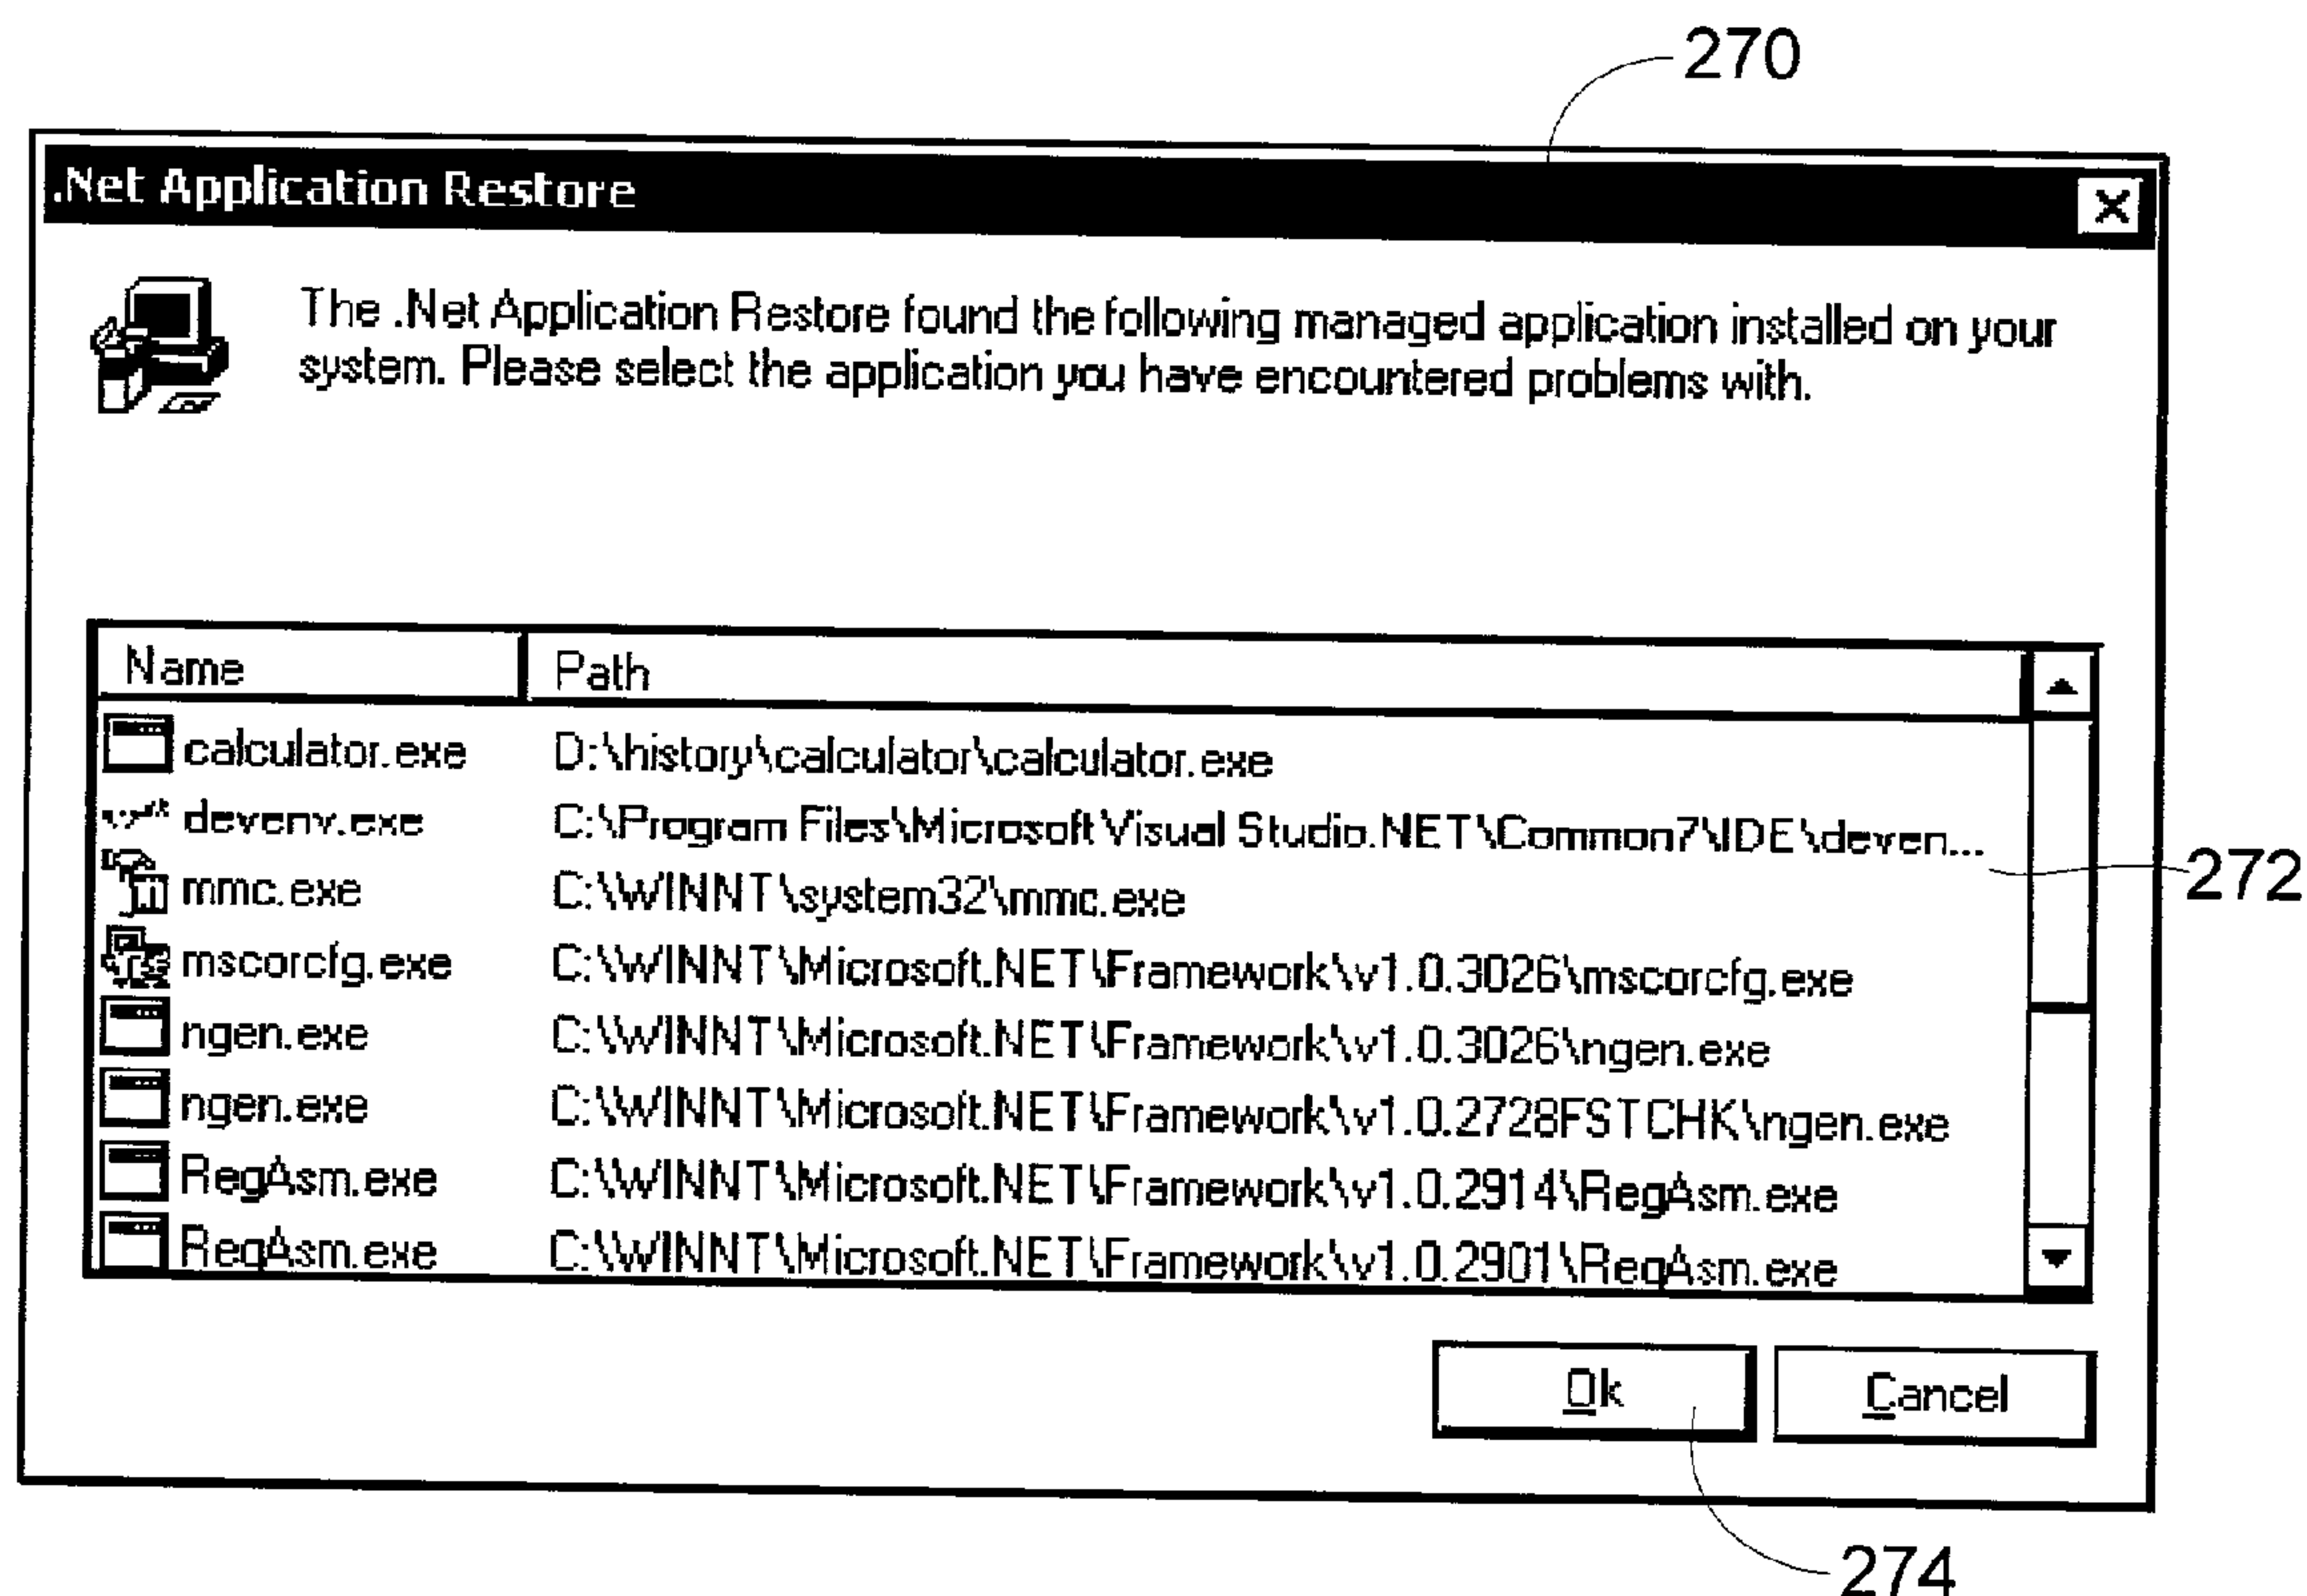 270
.Net Application Restore
The .Net Application Restore found the following managed application installed on your
system. Please select the application you have encountered problems with.
Name Path
calculator.exe D:\history\calculator\calculator.exe
devenv.exe C:\Program Files\Microsoft Visual Studio.NET\Common7\IDE\deven...
272
mmc.exe C:\WINNT\system32\mmc.exe
mscorcfg.exe C:\WINNT\Microsoft.NET\Framework\v1.0.3026\mscorcfg.exe
ngen.exe C:\WINNT\Microsoft.NET\Framework\v1.0.3026\ngen.exe
ngen.exe C:\WINNT\Microsoft.NET\Framework\v1.0.2728FSTCHK\ngen.exe
RegAsm.exe C:\WINNT\Microsoft.NET\Framework\v1.0.2914\RegAsm.exe
RegAsm.exe C:\WINNT\Microsoft.NET\Framework\v1.0.2901\RegAsm.exe
Ok Cancel
274